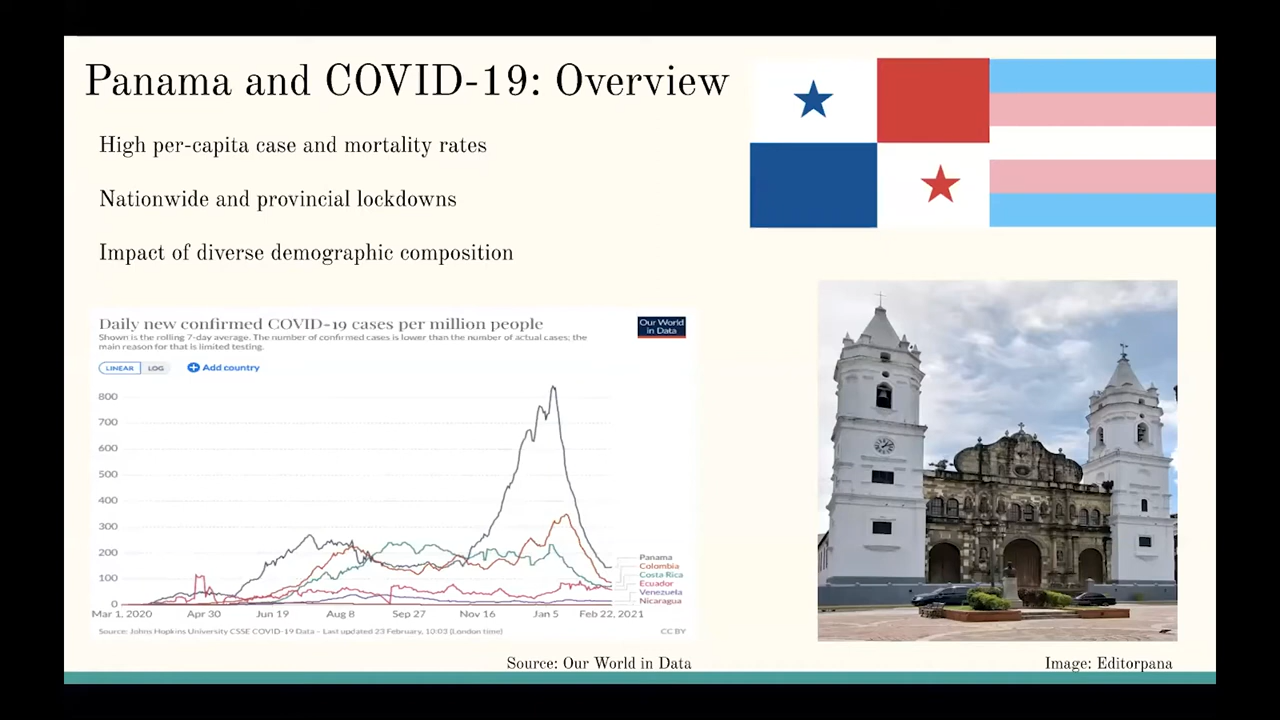 Panama and COVID-19: Overview
High per-capita case and mortality rates
Nationwide and provincial lockdowns
Impact of diverse demographic composition
Daily new confirmed COVID-19 cases per million people
Shown is the rolling 7-day average. The number of confirmed cases is lower than the number of actual cases; the
main reason for that is limited testing.
Our World
in Data
LINEAR LOG
Add country
800
700
600
500
400
300
200
100
0
Panama
Colombia
Costa Rica
Ecuador
Venezuela
Nicaragua
Mar 1, 2020 Apr 30 Jun 19 Aug 8 Sep 27 Nov 16 Jan 5 Feb 22, 2021
Source: Johns Hopkins University CSSE COVID-19 Data – Last updated 23 February, 10:03 (London time)
CC BY
Source: Our World in Data
Image: Editorpana